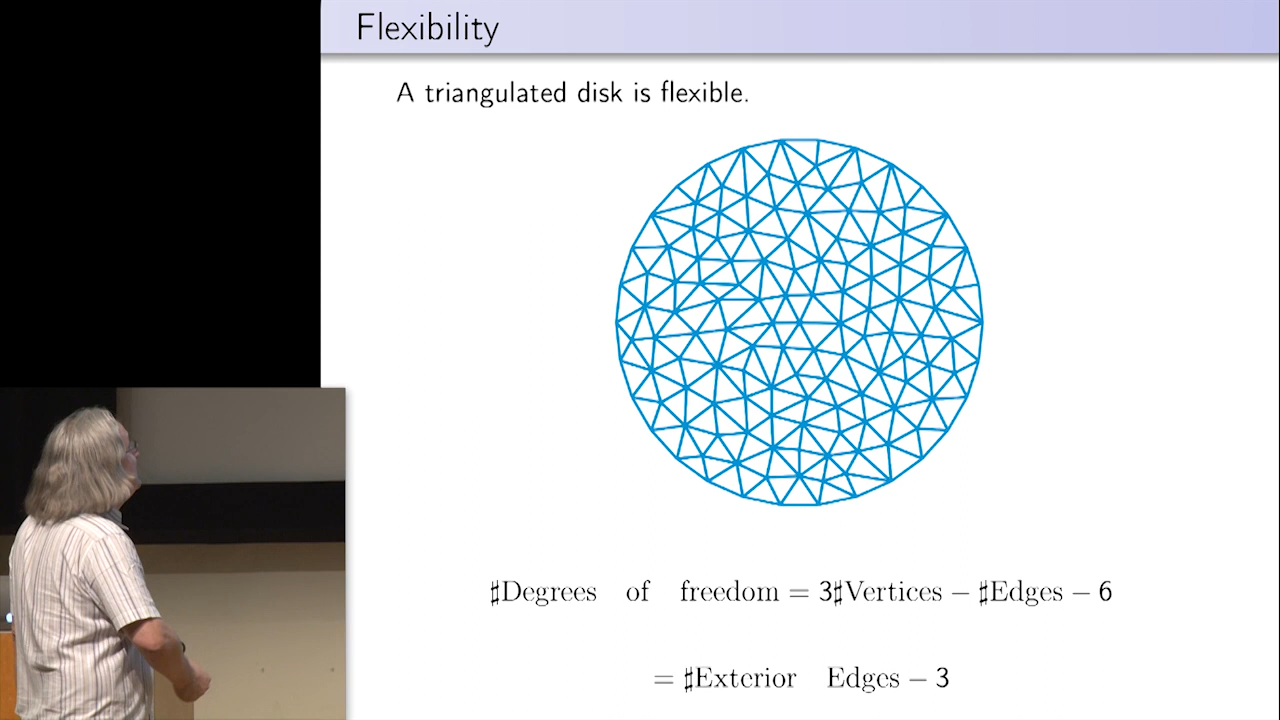 Flexibility
A triangulated disk is flexible.
♯Degrees of freedom = 3♯Vertices − ♯Edges − 6
= ♯Exterior Edges − 3